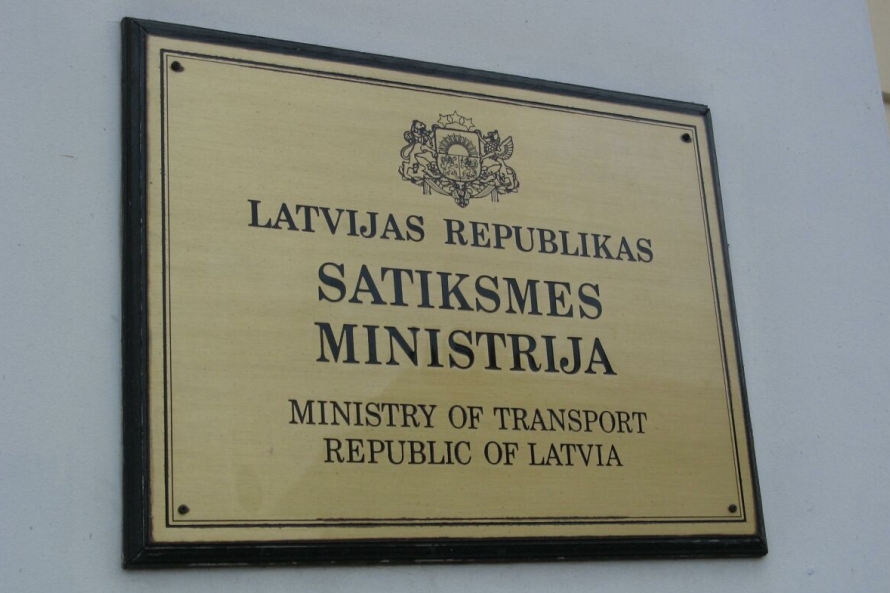 LATVIJAS REPUBLIKAS
SATIKSMES
MINISTRIJA
MINISTRY OF TRANSPORT
REPUBLIC OF LATVIA